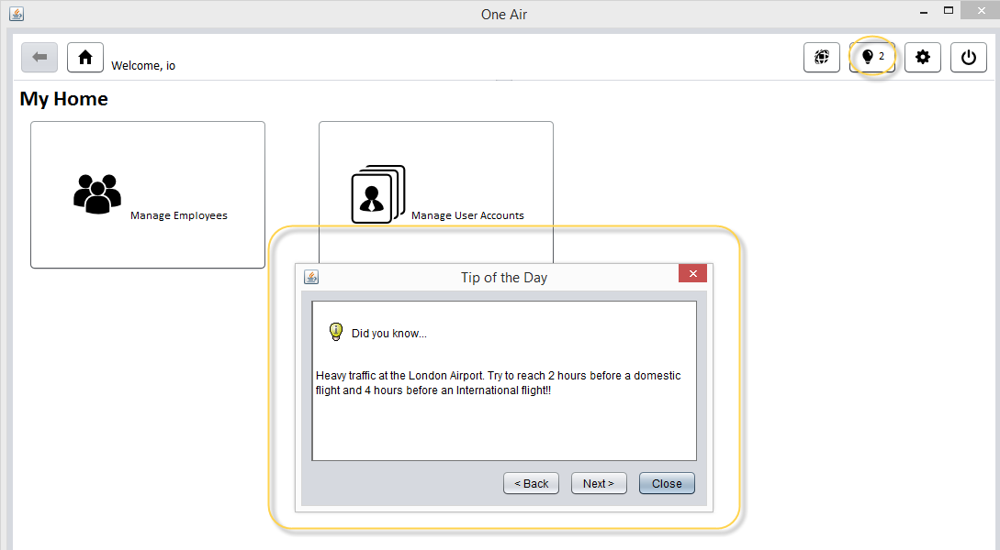 One Air
Welcome, io
2
My Home
Manage Employees
Manage User Accounts
Tip of the Day
Did you know...
Heavy traffic at the London Airport. Try to reach 2 hours before a domestic
flight and 4 hours before an International flight!!
< Back
Next >
Close